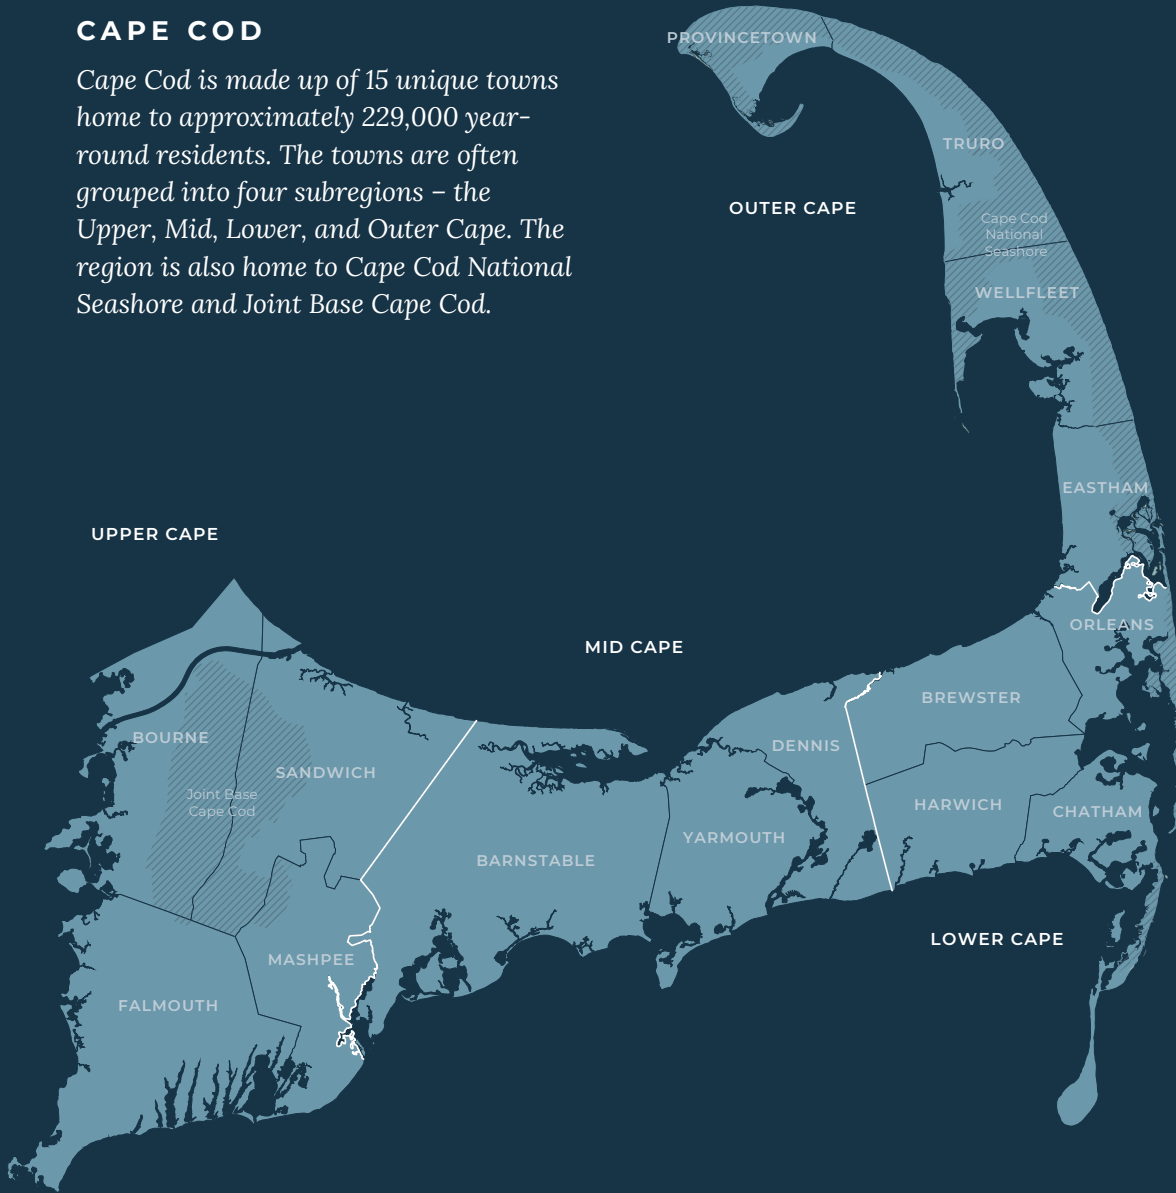 CAPE COD
Cape Cod is made up of 15 unique towns
home to approximately 229,000 year-
round residents. The towns are often
grouped into four subregions – the
Upper, Mid, Lower, and Outer Cape. The
region is also home to Cape Cod National
Seashore and Joint Base Cape Cod.
PROVINCETOWN
TRURO
OUTER CAPE
Cape Cod
National
Seashore
WELLFLEET
EASTHAM
UPPER CAPE
ORLEANS
MID CAPE
BREWSTER
BOURNE
DENNIS
SANDWICH
Joint Base
Cape Cod
HARWICH
CHATHAM
YARMOUTH
BARNSTABLE
LOWER CAPE
MASHPEE
FALMOUTH